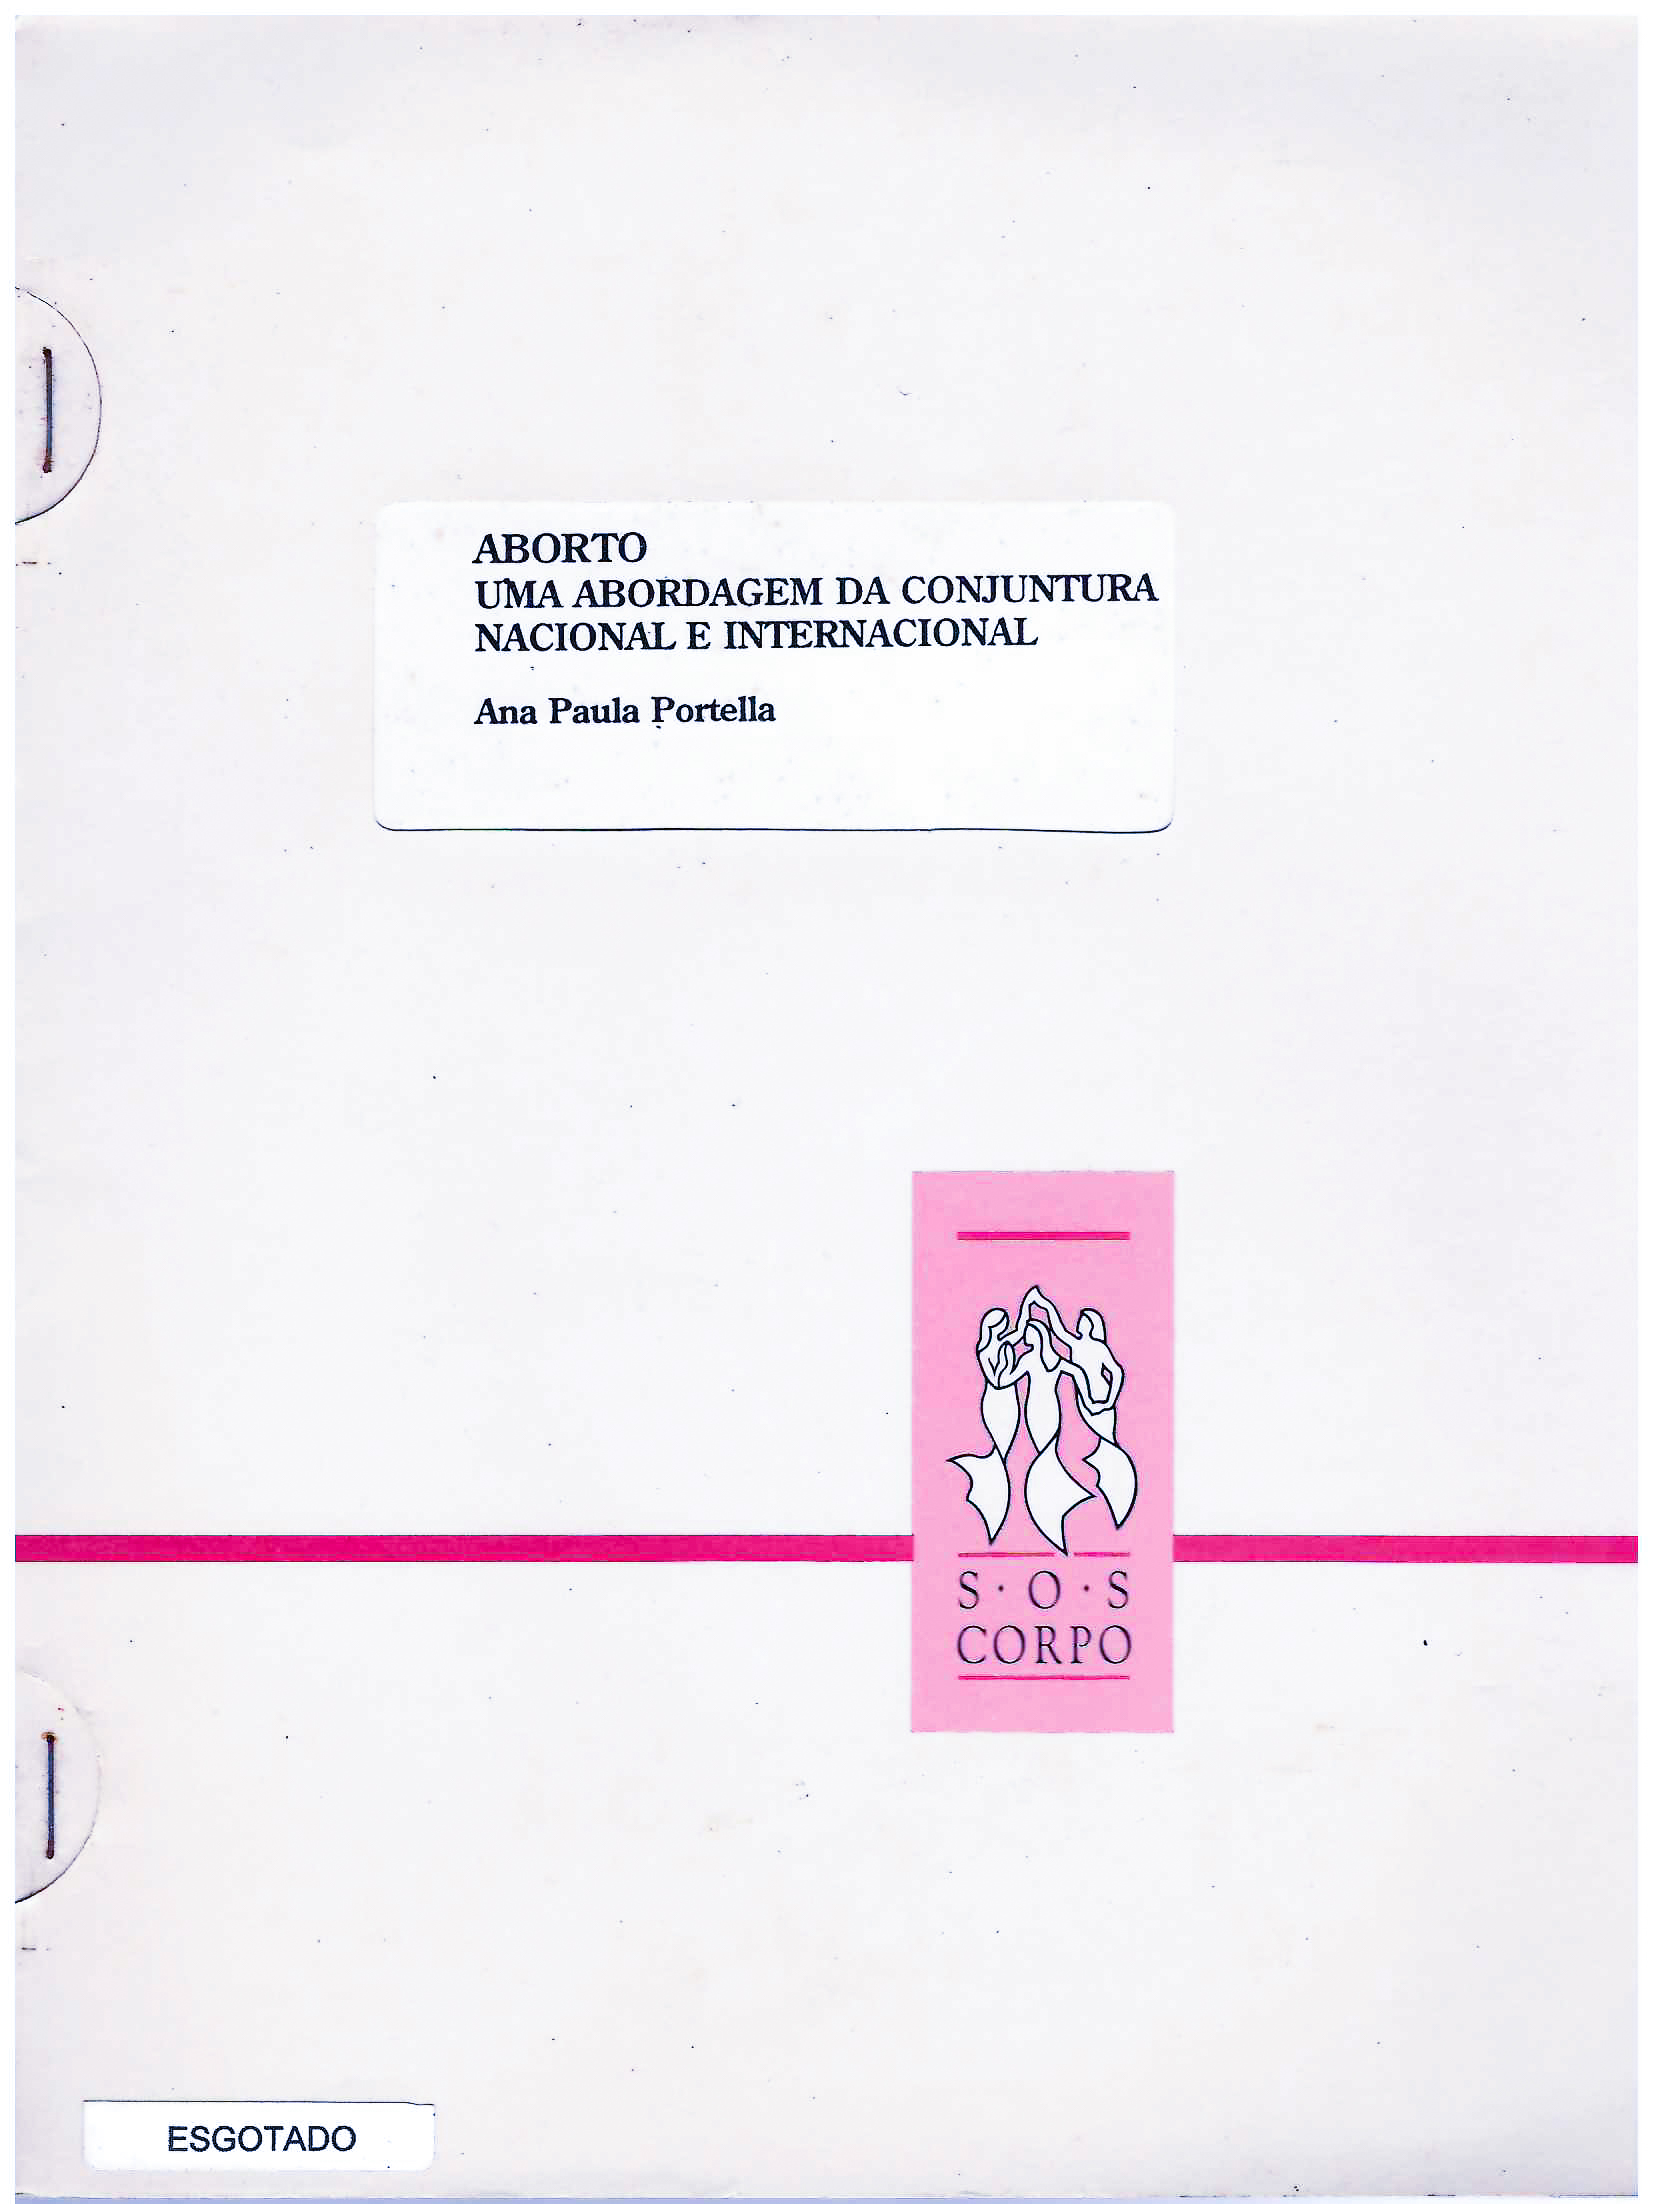 ABORTO
UMA ABORDAGEM DA CONJUNTURA
NACIONAL E INTERNACIONAL
Ana Paula Portella
S·O·S
CORPO
ESGOTADO